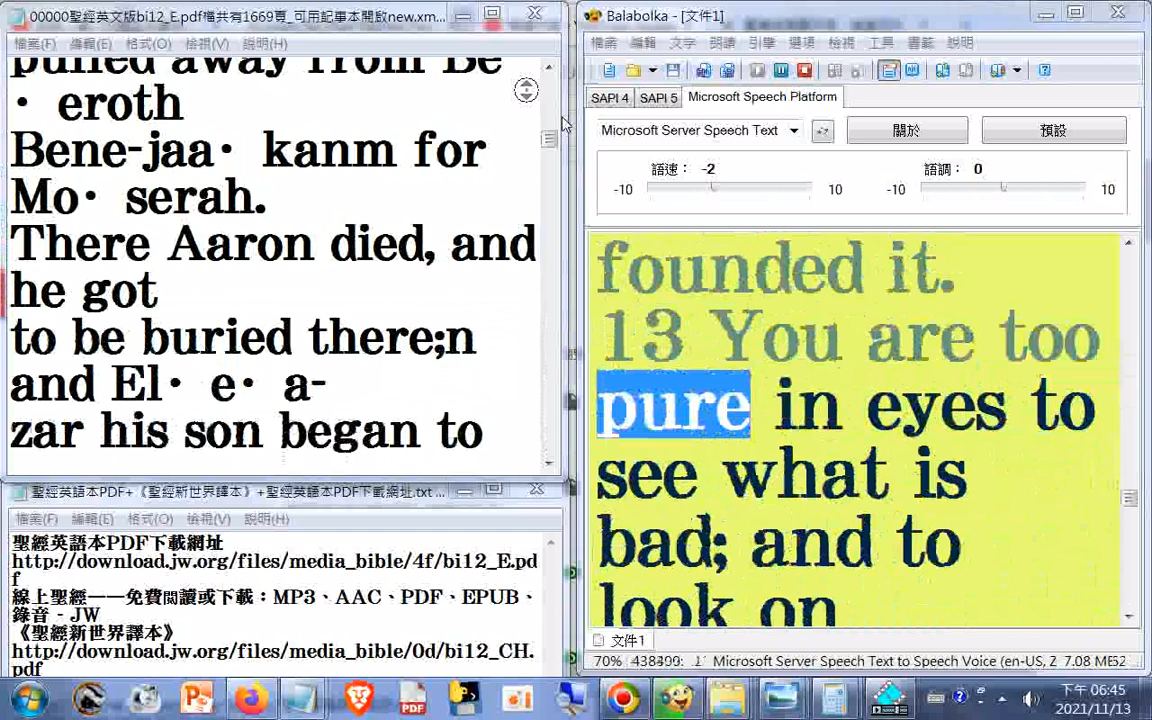 00000聖經英文版bi12_E.pdf檔共有1669頁_可用記事本開啟new.xm...
檔案(F) 編輯(E) 格式(O) 檢視(V) 說明(H)
pulled away from Be
· eroth
Bene-jaa· kanm for
Mo· serah.
There Aaron died, and
he got
to be buried there;n
and El· e· a-
zar his son began to
聖經英語本PDF+《聖經新世界譯本》+聖經英語本PDF下載網址.txt ...
檔案(F) 編輯(E) 格式(O) 檢視(V) 說明(H)
聖經英語本PDF下載網址
http://download.jw.org/files/media_bible/4f/bi12_E.pd
f
線上聖經——免費閱讀或下載：MP3、AAC、PDF、EPUB、
錄音 - JW
《聖經新世界譯本》
http://download.jw.org/files/media_bible/0d/bi12_CH.
pdf
Balabolka - [文件1]
檔案 編輯 文字 朗讀 引擎 選項 檢視 工具 書籤 說明
SAPI 4 SAPI 5 Microsoft Speech Platform
Microsoft Server Speech Text 關於 預設
語速： -2 語調： 0
-10 10 -10 10
founded it.
13 You are too
pure in eyes to
see what is
bad; and to
look on
文件1
70% Microsoft Server Speech Text to Speech Voice (en-US, Z 7.08 ME
下午 06:45
2021/11/13